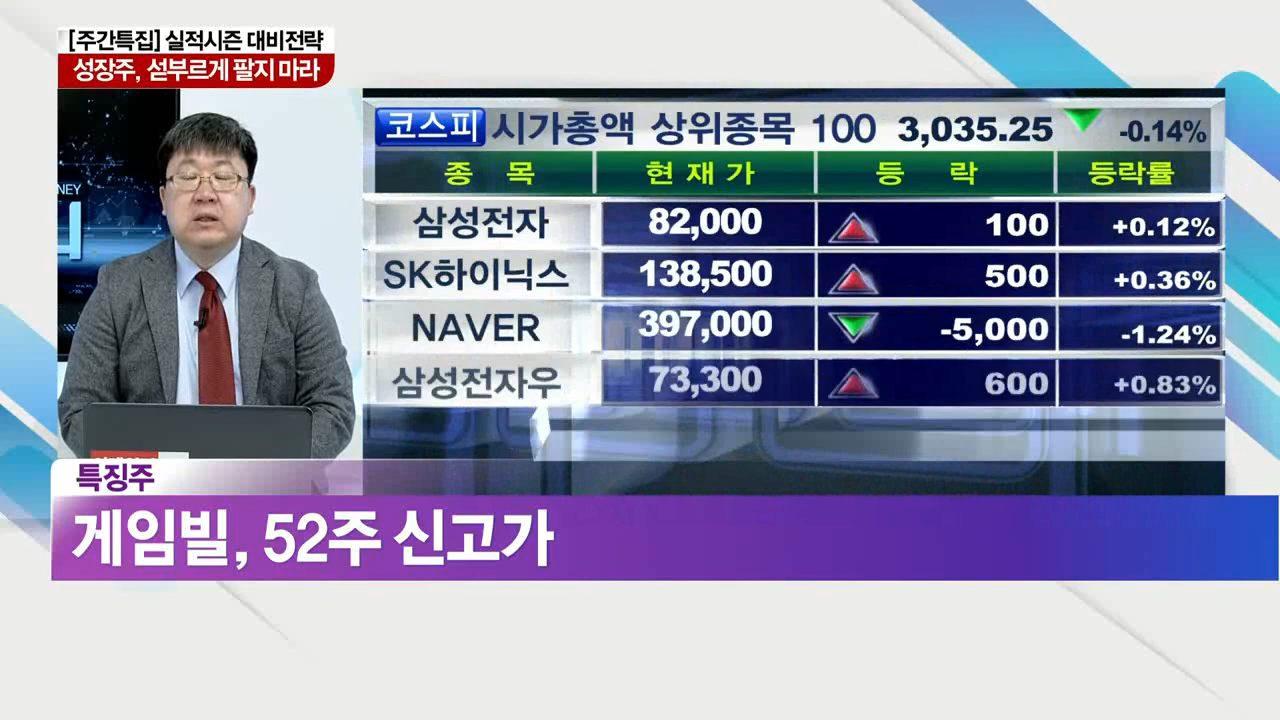 [주간특집] 실적시즌 대비전략
성장주, 섣부르게 팔지 마라
NEY
코스피 시가총액 상위종목 100 3,035.25 -0.14%
종 목 현 재 가 등 락 등락률
삼성전자 82,000 100 +0.12%
SK하이닉스 138,500 500 +0.36%
NAVER 397,000 -5,000 -1.24%
삼성전자우 73,300 600 +0.83%
특징주
게임빌, 52주 신고가